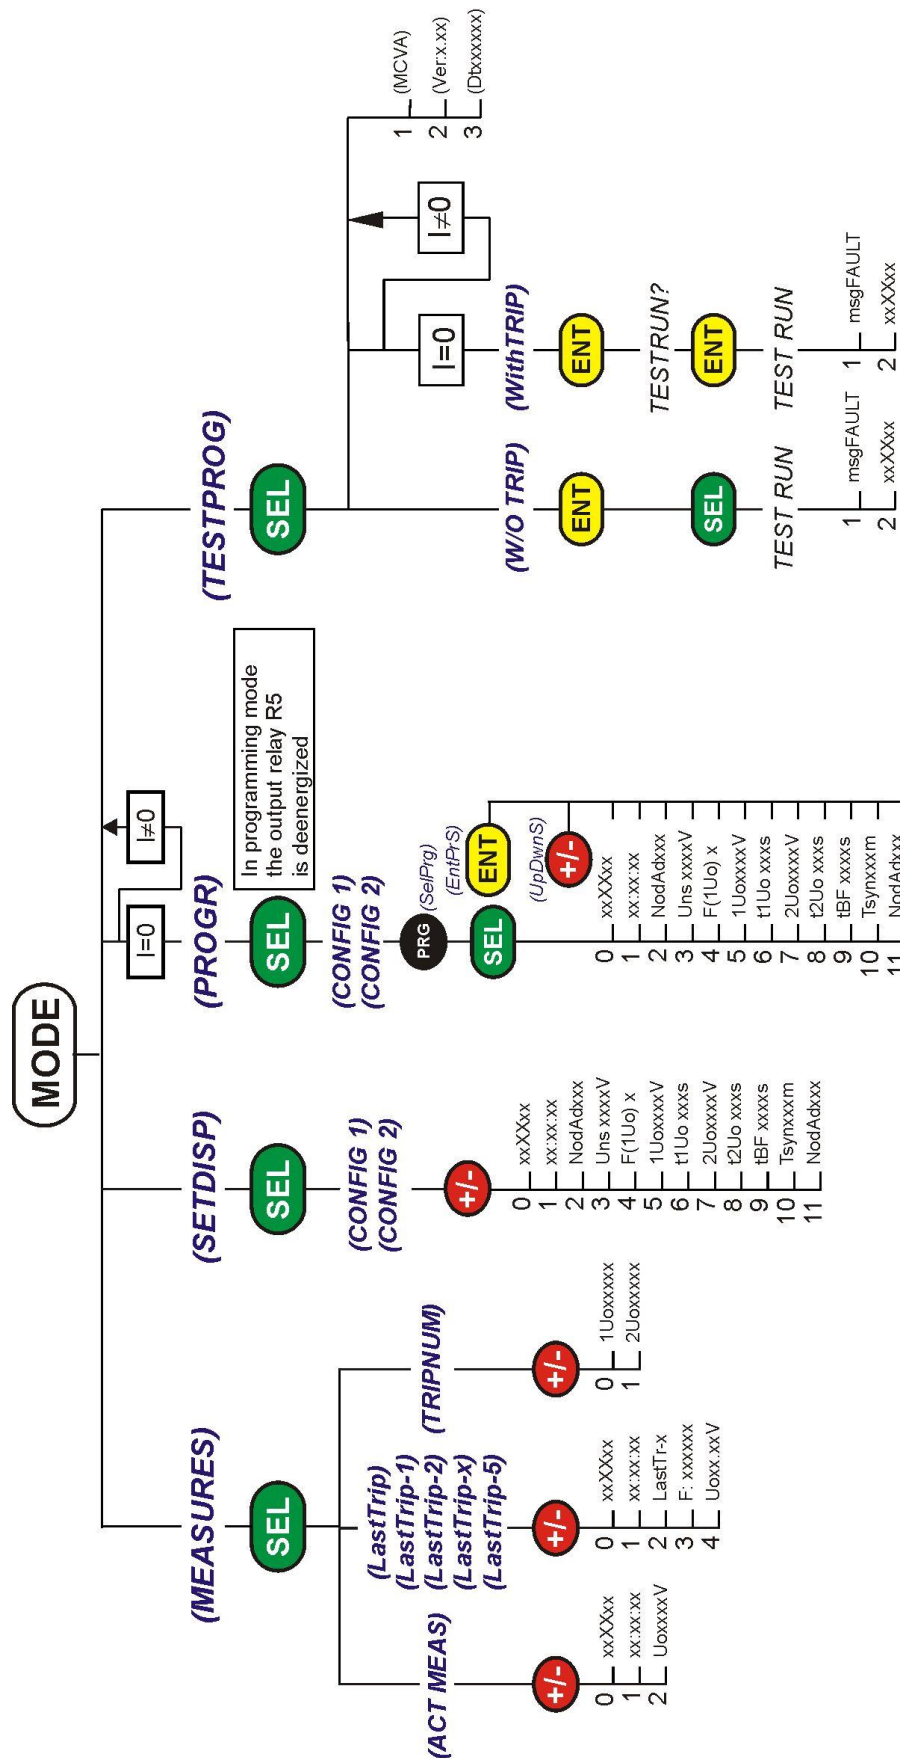 MODE
(MEASURES)
SEL
(ACT MEAS)
+/-
0 xxXXxx
1 xx:xx:xx
2 UoxxxxV
(LastTrip)
(LastTrip-1)
(LastTrip-2)
(LastTrip-x)
(LastTrip-5)
+/-
0 xxXXxx
1 xx:xx:xx
2 LastTr-x
3 F: xxxxxx
4 Uoxx.xxV
(TRIPNUM)
+/-
0 1Uoxxxxx
1 2Uoxxxxx
(SETDISP)
SEL
(CONFIG 1)
(CONFIG 2)
+/-
0 xxXXxx
1 xx:xx:xx
2 NodAdxxx
3 Uns xxxxV
4 F(1Uo) x
5 1UoxxxxV
6 t1Uo xxxs
7 2UoxxxxV
8 t2Uo xxxs
9 tBF xxxxs
10 Tsynxxxm
11 NodAdxxx
I=0
I≠0
(PROGR)
SEL
In programming mode
the output relay R5
is deenergized
(CONFIG 1)
(CONFIG 2)
PRG
(SelPrg)
(EntPrS)
SEL
ENT
(UpDwnS)
+/-
0 xxXXxx
1 xx:xx:xx
2 NodAdxxx
3 Uns xxxxV
4 F(1Uo) x
5 1UoxxxxV
6 t1Uo xxxs
7 2UoxxxxV
8 t2Uo xxxs
9 tBF xxxxs
10 Tsynxxxm
11 NodAdxxx
(TESTPROG)
SEL
(W/O TRIP)
ENT
SEL
TEST RUN
1 msgFAULT
2 xxXXxx
I=0
I≠0
(WithTRIP)
ENT
TESTRUN?
ENT
TEST RUN
1 msgFAULT
2 xxXXxx
1 (MCVA)
2 (Ver.x.xx)
3 (Dtxxxxxx)